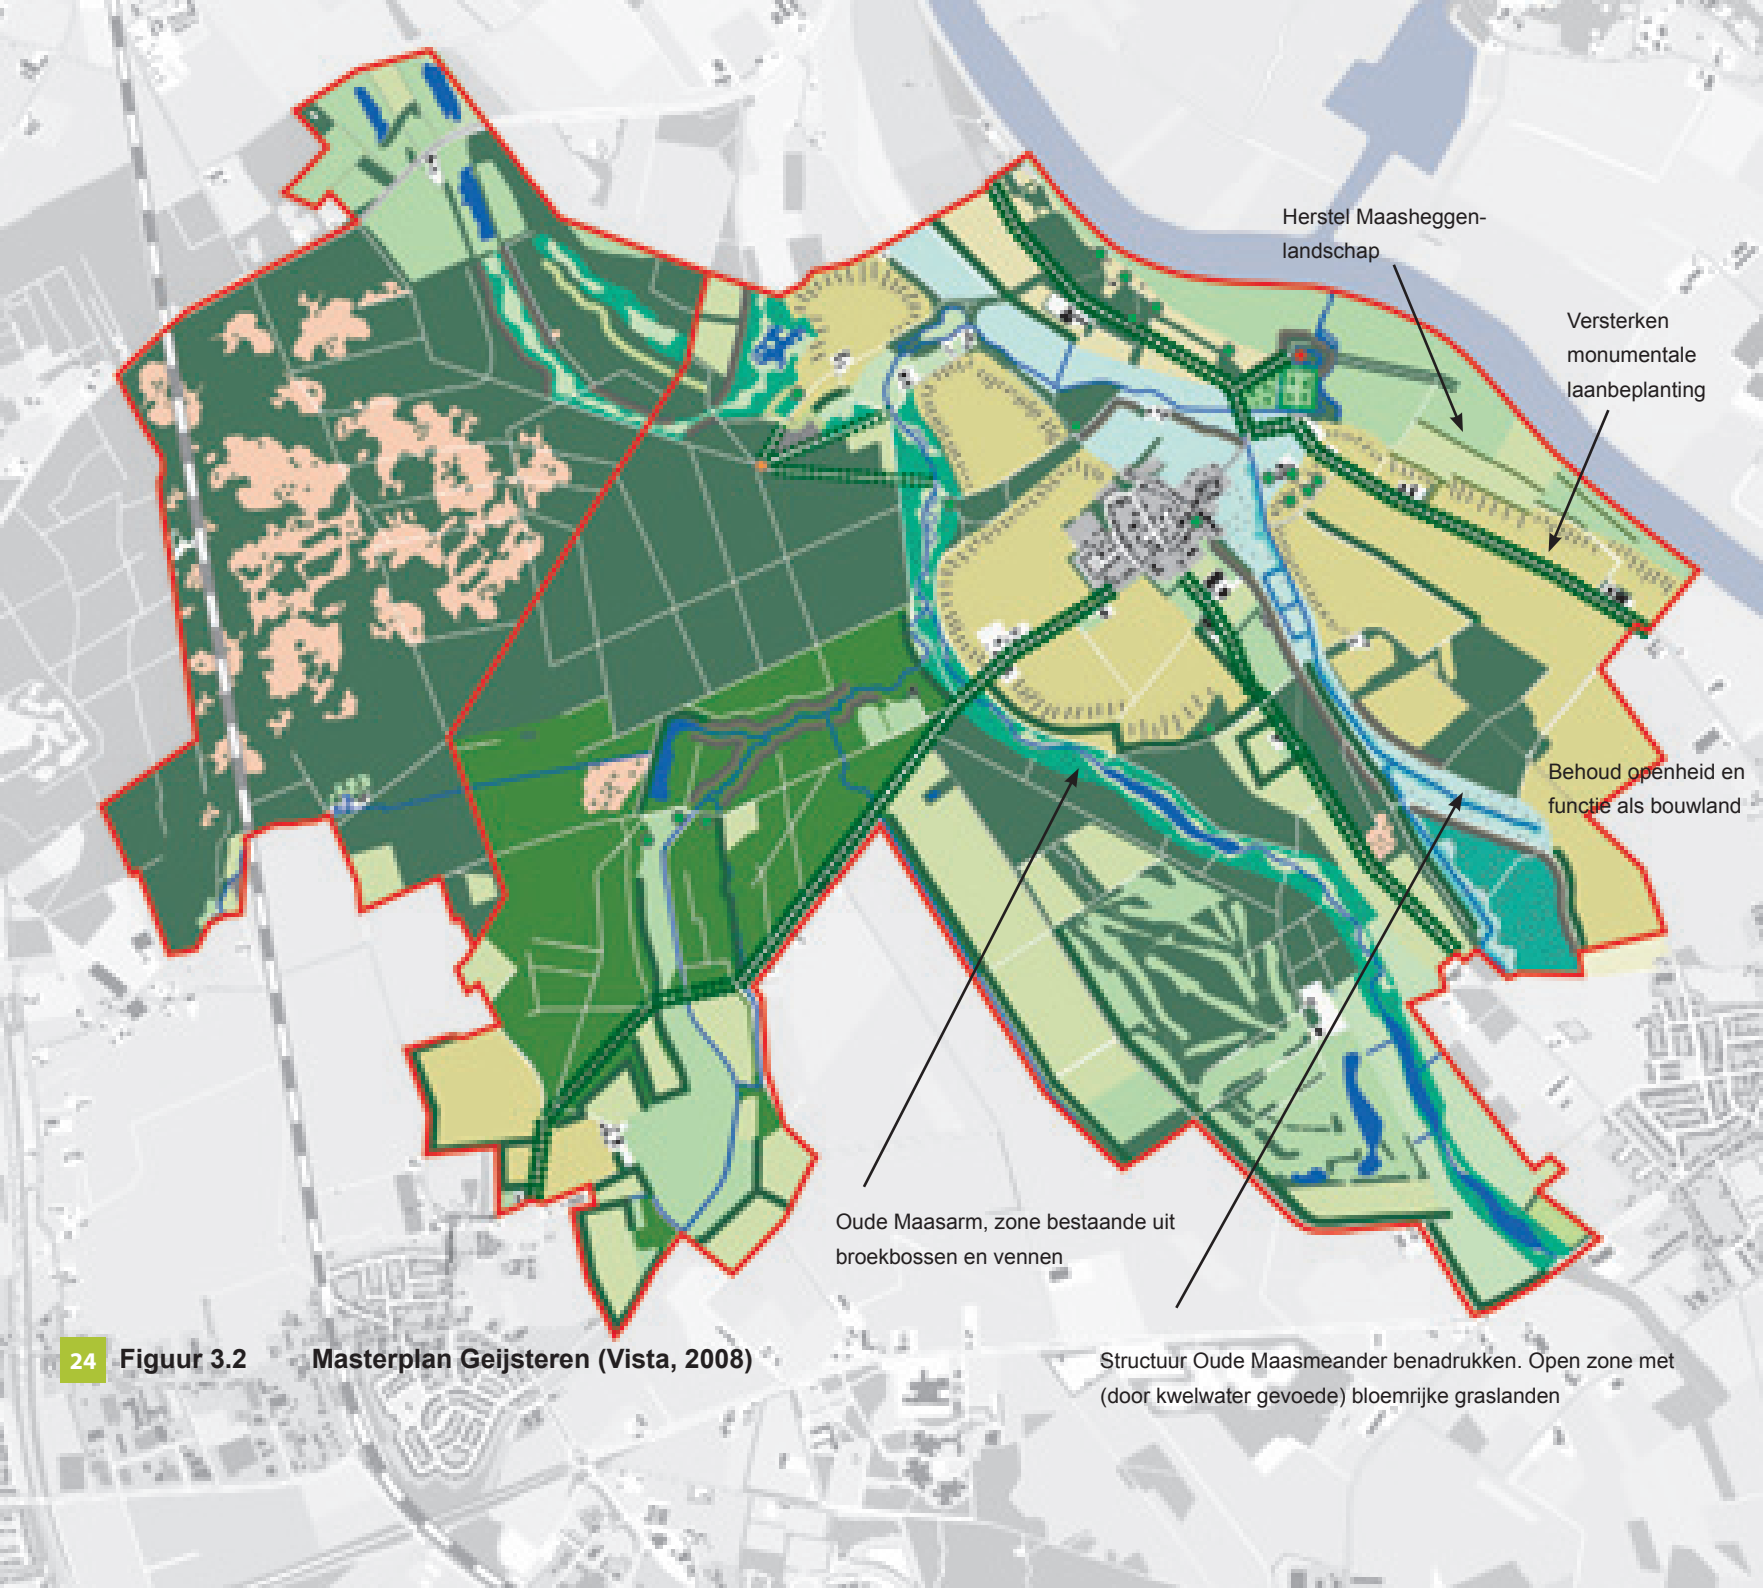 Herstel Maasheggen-
landschap
Versterken
monumentale
laanbeplanting
Behoud openheid en
functie als bouwland
Oude Maasarm, zone bestaande uit
broekbossen en vennen
Structuur Oude Maasmeander benadrukken. Open zone met
(door kwelwater gevoede) bloemrijke graslanden
24 Figuur 3.2 Masterplan Geijsteren (Vista, 2008)